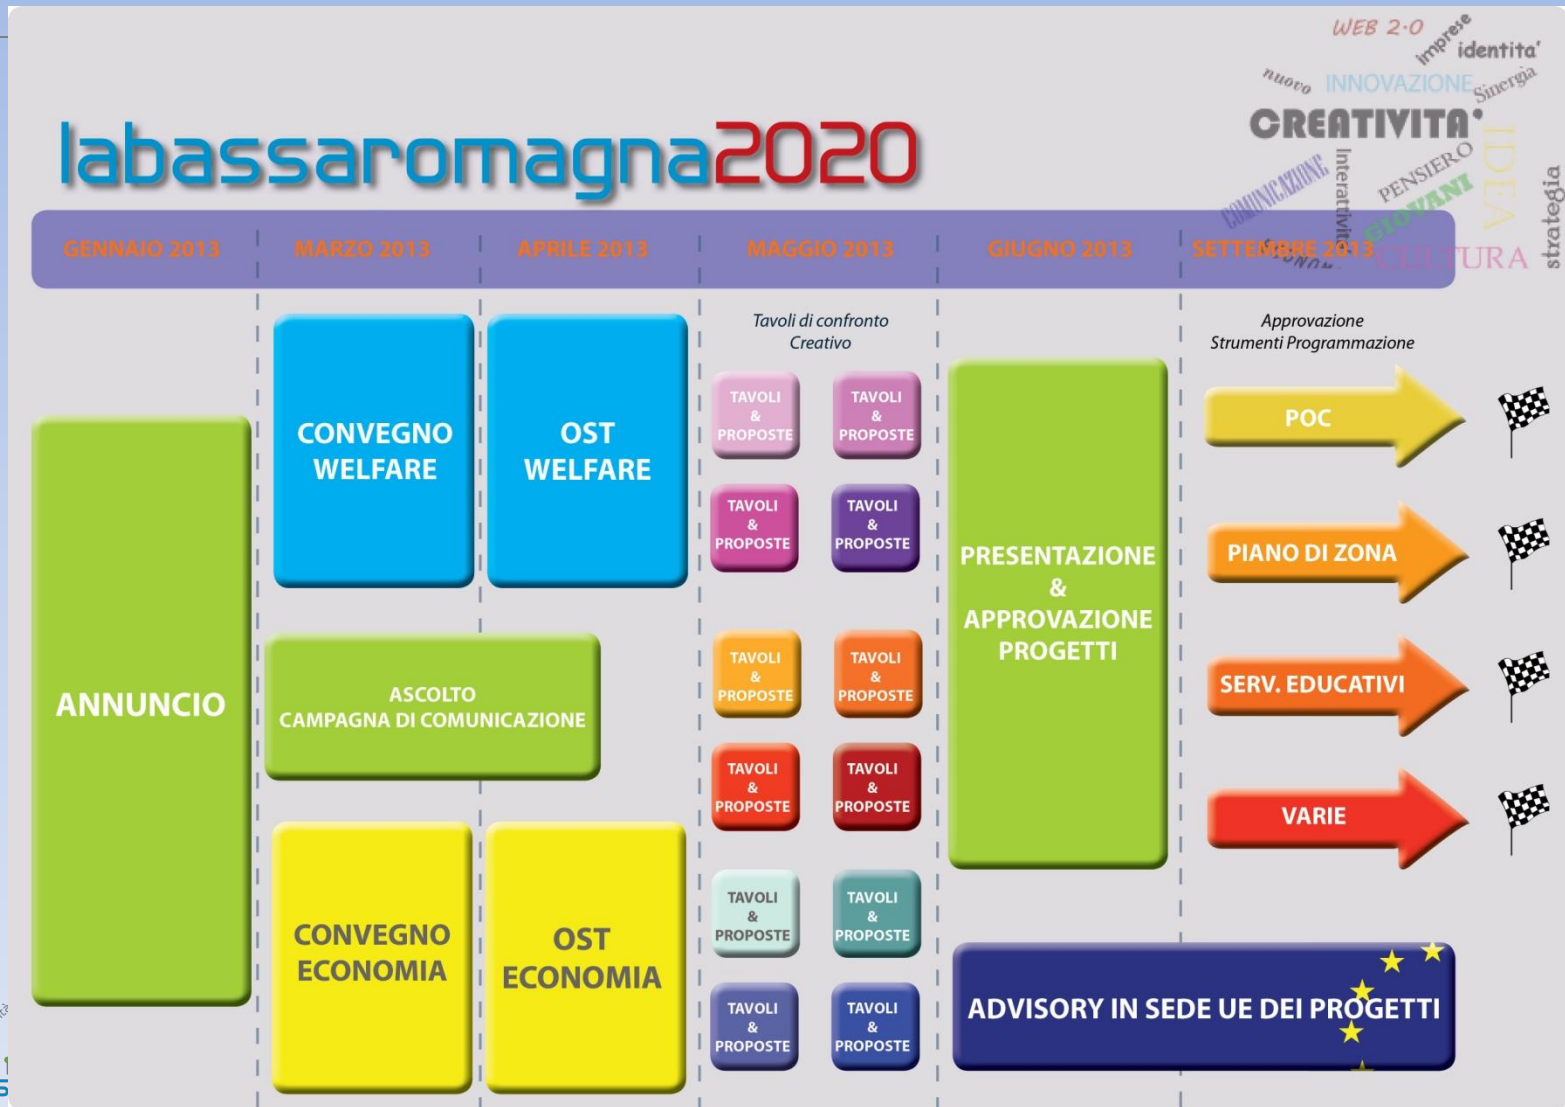 WEB 2.0
imprese
identita'
nuovo
INNOVAZIONE
Sinergia
CREATIVITA'
IDEA
COMUNICAZIONE
PENSIERO
GIOVANI
strategia
CULTURA
labassaromagna2020
GENNAIO 2013
MARZO 2013
APRILE 2013
MAGGIO 2013
GIUGNO 2013
SETTEMBRE 2013
ANNUNCIO
CONVEGNO
WELFARE
OST
WELFARE
ASCOLTO
CAMPAGNA DI COMUNICAZIONE
CONVEGNO
ECONOMIA
OST
ECONOMIA
Tavoli di confronto
Creativo
TAVOLI
&
PROPOSTE
TAVOLI
&
PROPOSTE
TAVOLI
&
PROPOSTE
TAVOLI
&
PROPOSTE
TAVOLI
&
PROPOSTE
TAVOLI
&
PROPOSTE
TAVOLI
&
PROPOSTE
TAVOLI
&
PROPOSTE
TAVOLI
&
PROPOSTE
TAVOLI
&
PROPOSTE
TAVOLI
&
PROPOSTE
TAVOLI
&
PROPOSTE
PRESENTAZIONE
&
APPROVAZIONE
PROGETTI
Approvazione
Strumenti Programmazione
POC
PIANO DI ZONA
SERV. EDUCATIVI
VARIE
ADVISORY IN SEDE UE DEI PROGETTI